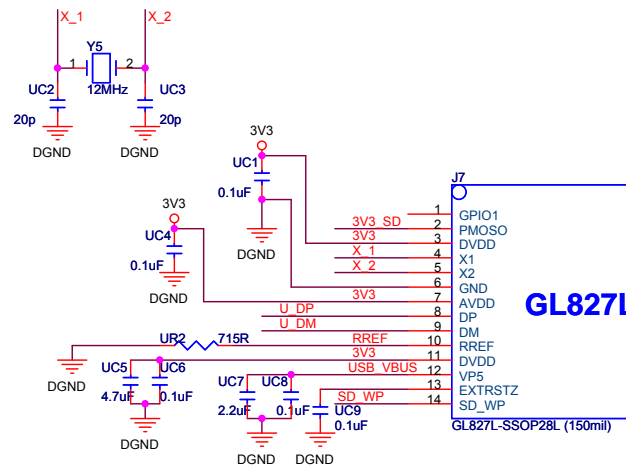 X_1
X_2
Y5
1
2
12MHz
UC2
UC3
20p
20p
DGND
DGND
3V3
UC1
0.1uF
DGND
3V3
UC4
0.1uF
DGND
J7
1 GPIO1
3V3_SD 2 PMOSO
3V3 3 DVDD
X_1 4 X1
X_2 5 X2
6 GND
3V3 7 AVDD
U_DP 8 DP
U_DM 9 DM
UR2 715R RREF 10 RREF
3V3 11 DVDD
USB_VBUS 12 VP5
13 EXTRSTZ
SD_WP 14 SD_WP
GL827L
GL827L-SSOP28L (150mil)
DGND
UC5
UC6
4.7uF
0.1uF
DGND
UC7
UC8
2.2uF
0.1uF
DGND
UC9
0.1uF
DGND